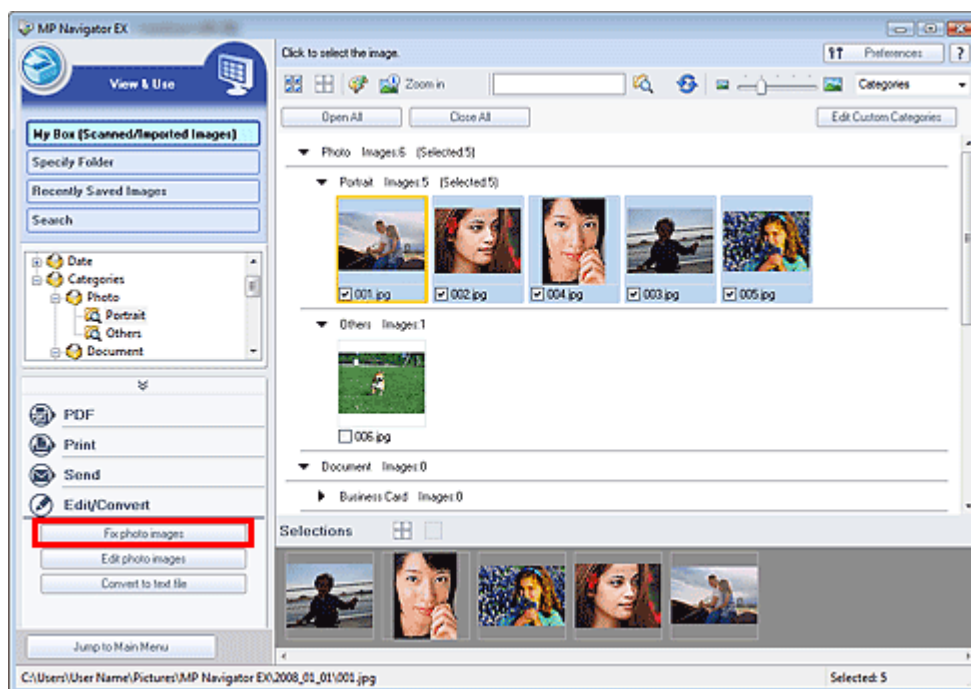 MP Navigator EX
Click to select the image.
Preferences
?
View & Use
Zoom in
Categories
Open All
Close All
Edit Custom Categories
My Box (Scanned/Imported Images)
Specify Folder
Recently Saved Images
Search
Photo Images:6 (Selected:5)
Portrait Images:5 (Selected:5)
001.jpg
002.jpg
004.jpg
003.jpg
005.jpg
Date
Categories
Photo
Portrait
Others
Document
Others Images:1
006.jpg
PDF
Print
Send
Edit/Convert
Fix photo images
Edit photo images
Convert to text file
Document Images:0
Business Card Images:0
Selections
Jump to Main Menu
C:\Users\User Name\Pictures\MP Navigator EX\2008_01_01\001.jpg
Selected: 5